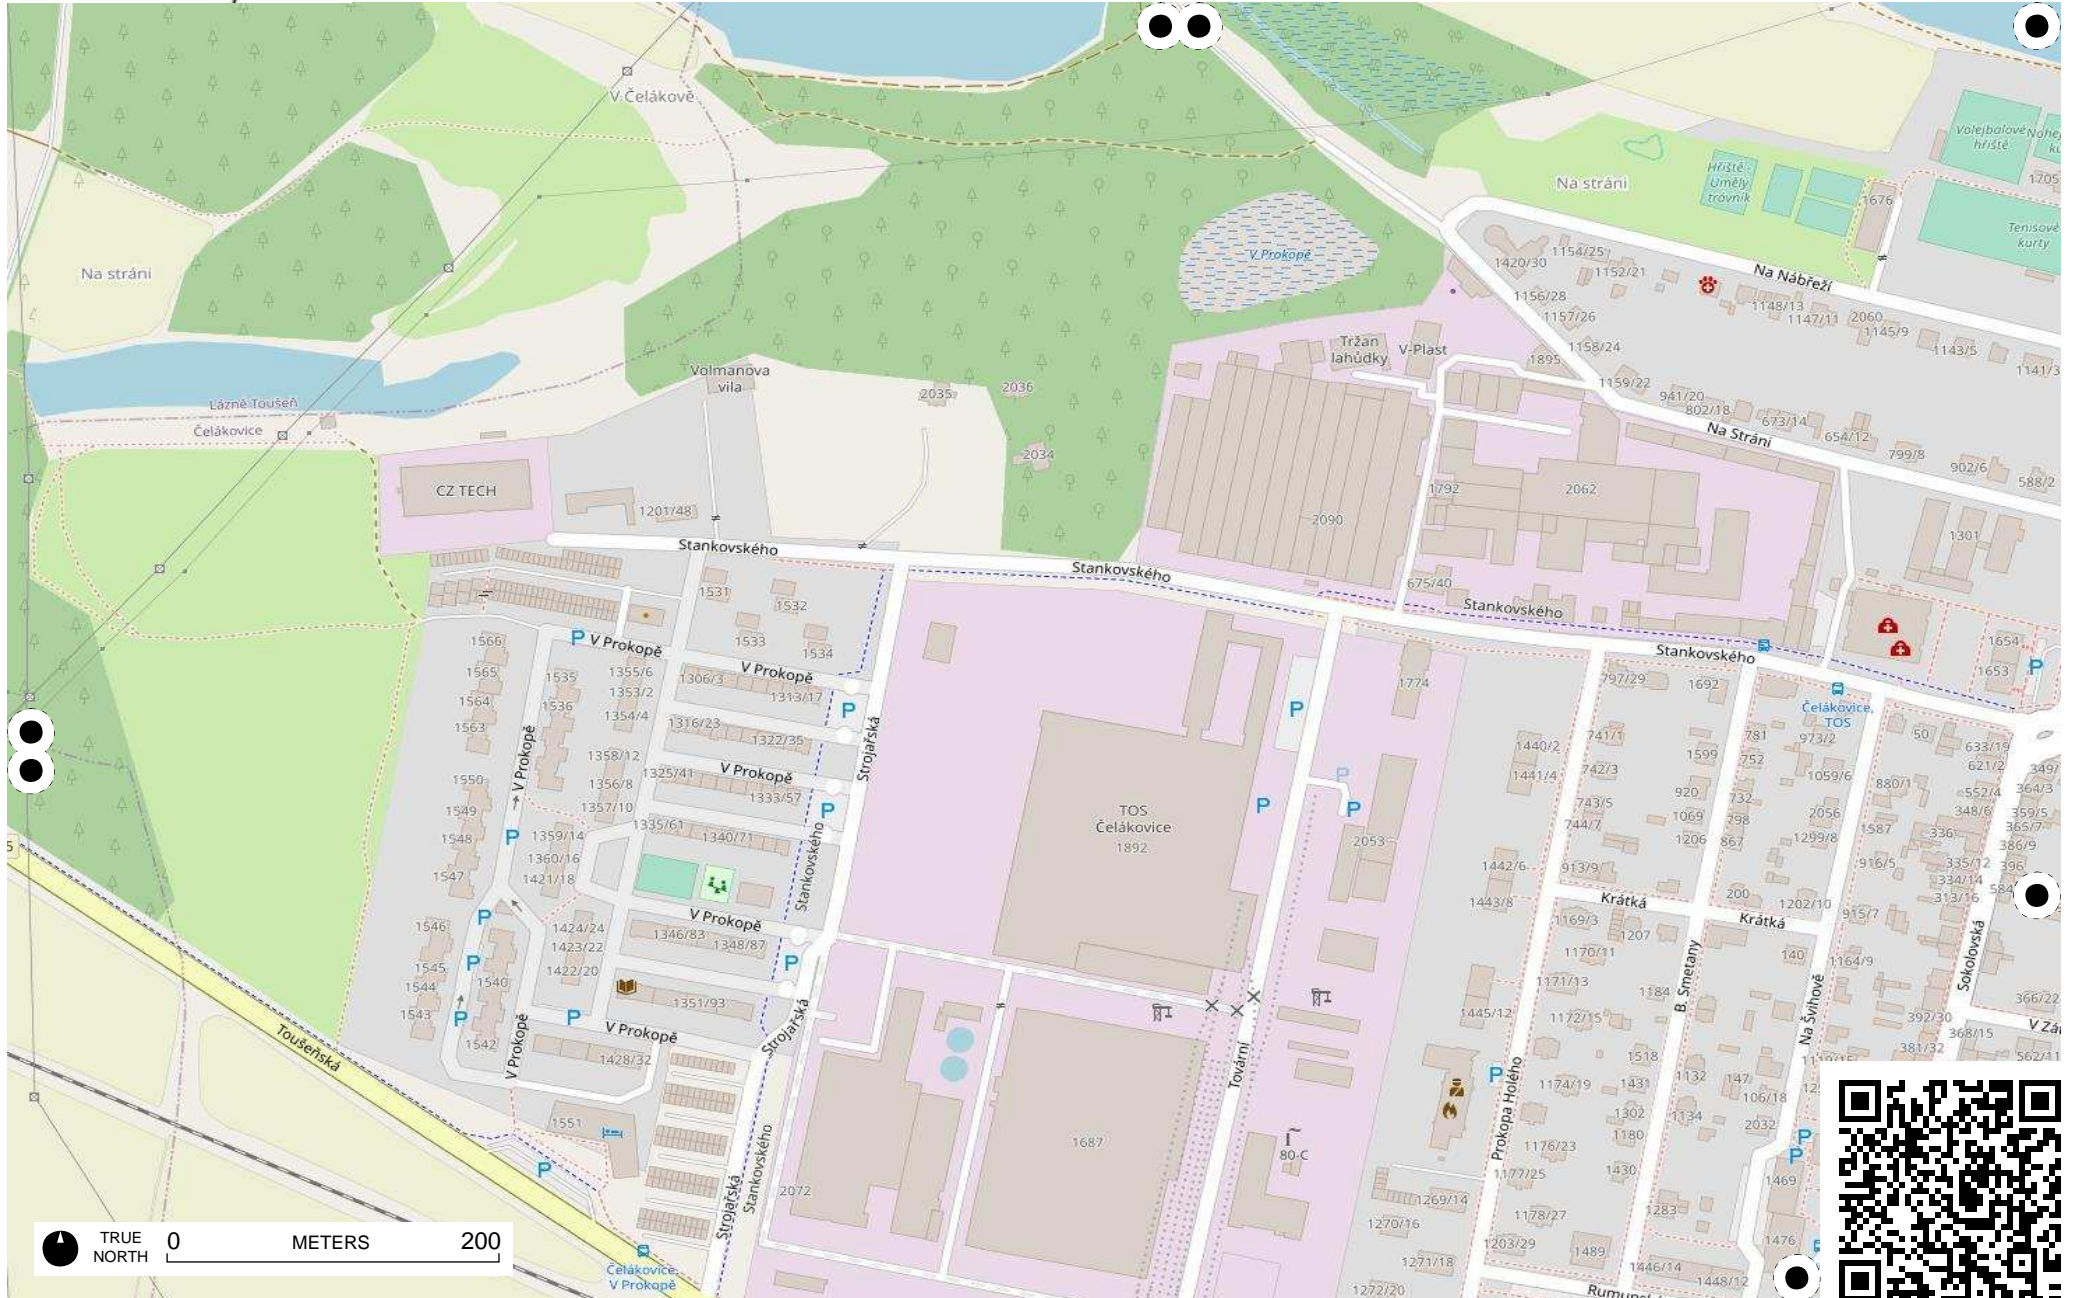 V Čelákově
Na stráni
Volejbalové
hřiště
Hřiště -
Umělý
trávník
1676
1705
Tenisové
kurty
V Prokopě
Na stráni
1420/30
1154/25
1152/21
Na Nábřeží
1156/28
1157/26
1148/13
1147/11
2060
1145/9
1143/5
1141/3
Tržan
lahůdky
V-Plast
1158/24
1895
1159/22
941/20
802/18
673/14
654/12
799/8
902/6
588/2
Na Stráni
Volmanova
vila
2035
2036
2034
Lázně Toušeň
Čelákovice
CZ TECH
1201/48
1792
2062
2090
1301
Stankovského
Stankovského
675/40
Stankovského
Stankovského
1531
1532
1533
1534
1566
1565
1564
1563
V Prokopě
1535
1536
1355/6
1353/2
1354/4
1306/3
V Prokopě
1313/17
1316/23
1322/35
1358/12
1325/41
V Prokopě
1333/57
1356/8
1357/10
1335/61
1340/71
V Prokopě
1550
1549
1548
1547
1359/14
1360/16
1421/18
Strojařská
Stankovského
V Prokopě
1546
1545
1544
1543
1540
1542
1424/24
1423/22
1422/20
1346/83
1348/87
1351/93
V Prokopě
1428/32
V Prokopě
Strojařská
1551
Toušeňská
Strojařská
Stankovského
2072
TOS
Čelákovice
1892
1687
1774
2053
Tovární
80-C
797/29
1692
Čelákovice,
TOS
1654
1653
1440/2
1441/4
741/1
742/3
743/5
744/7
781
752
1599
920
1069
1206
732
798
867
973/2
1059/6
2056
1299/8
50
880/1
633/19
621/2
552/4
348/6
349/
364/3
359/5
365/7
386/9
396
1587
336
335/12
334/14
313/16
584
916/5
915/7
1442/6
1443/8
913/9
Krátká
200
1202/10
Krátká
1169/3
1207
1170/11
1171/13
1172/15
1184
B. Smetany
140
1164/9
Na Švihově
Sokolovská
366/22
392/30
368/15
381/32
562/11
V Zát
1445/12
Prokopa Holého
1518
1174/19
1431
1132
147
106/18
1302
1180
1134
2032
1176/23
1177/25
1430
1469
1269/14
1270/16
1178/27
1283
1476
1271/18
1203/29
1489
1446/14
1448/12
1272/20
P
TRUE
NORTH
0 METERS 200
Čelákovice,
V Prokopě